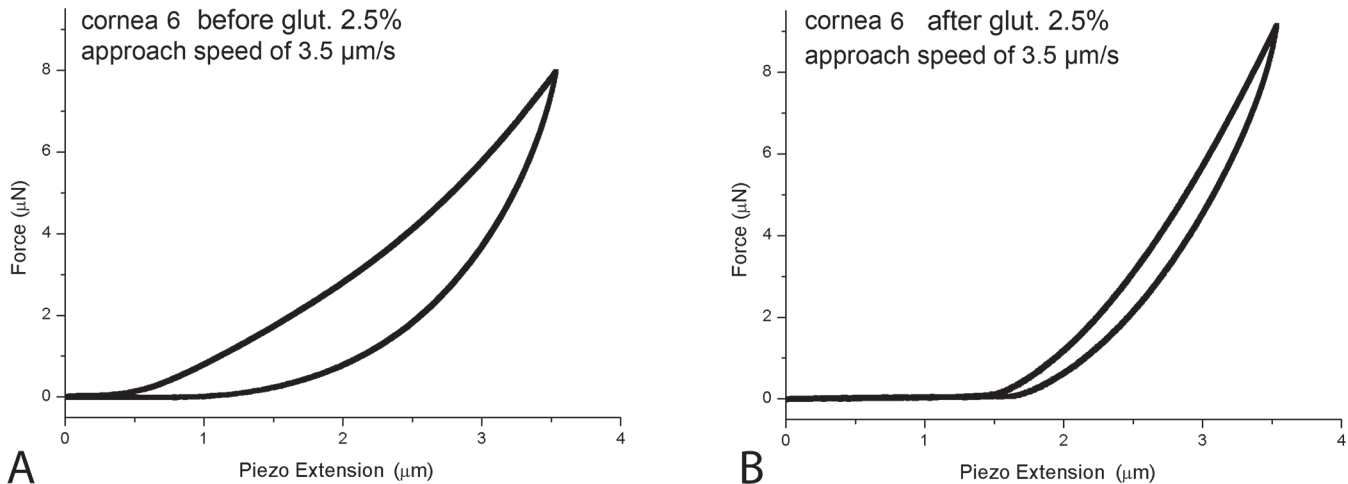 cornea 6 before glut. 2.5%
approach speed of 3.5 μm/s
8
6
4
2
0
Force (μN)
0 1 2 3 4
Piezo Extension (μm)
A
cornea 6 after glut. 2.5%
approach speed of 3.5 μm/s
8
6
4
2
0
Force (μN)
0 1 2 3 4
Piezo Extension (μm)
B